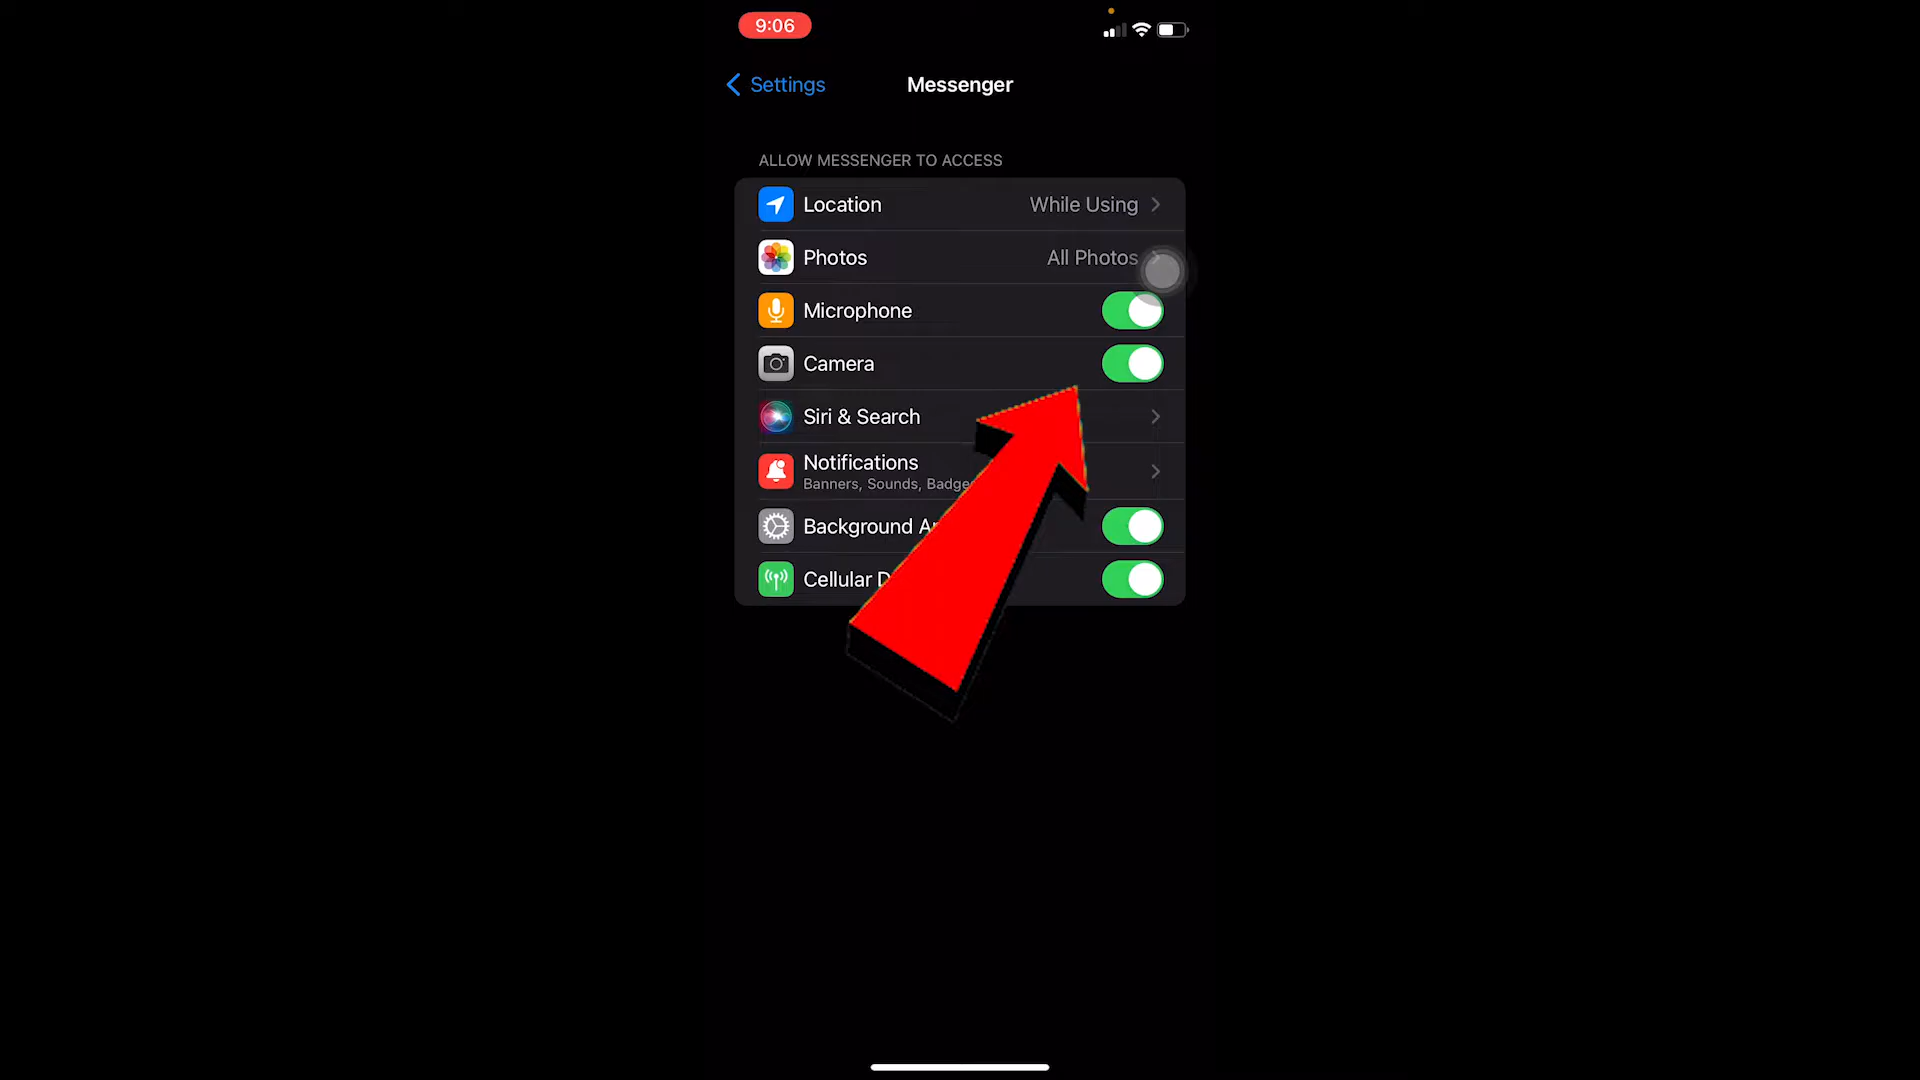 9:06
Settings
Messenger
ALLOW MESSENGER TO ACCESS
Location
While Using
Photos
All Photos
Microphone
Camera
Siri & Search
Notifications
Banners, Sounds,
Background
Cellular